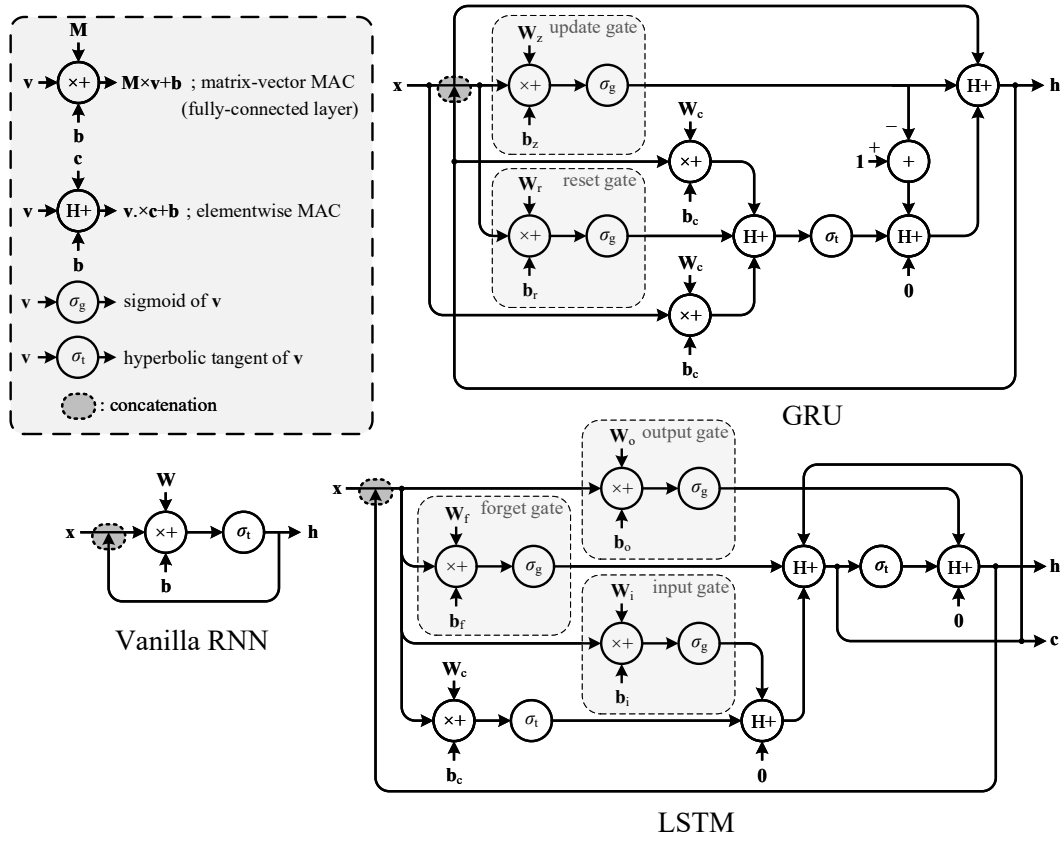 M
v ×+ M×v+b ; matrix-vector MAC
(fully-connected layer)
b
c
v H+ v.×c+b ; elementwise MAC
b
v σg sigmoid of v
v σt hyperbolic tangent of v
: concatenation
update gate
Wz
x ×+ σg H+ h
bz
Wc
−
+
1 +
×+
bc
reset gate
Wr
×+ σg H+ σt H+
br
0
Wc
×+
bc
GRU
W
x ×+ σt h
b
Vanilla RNN
output gate
Wo
x ×+ σg
bo
forget gate
Wf
×+ σg H+ σt H+ h
bf
0
input gate
Wi
×+ σg c
bi
Wc
×+ σt H+
bc
0
LSTM